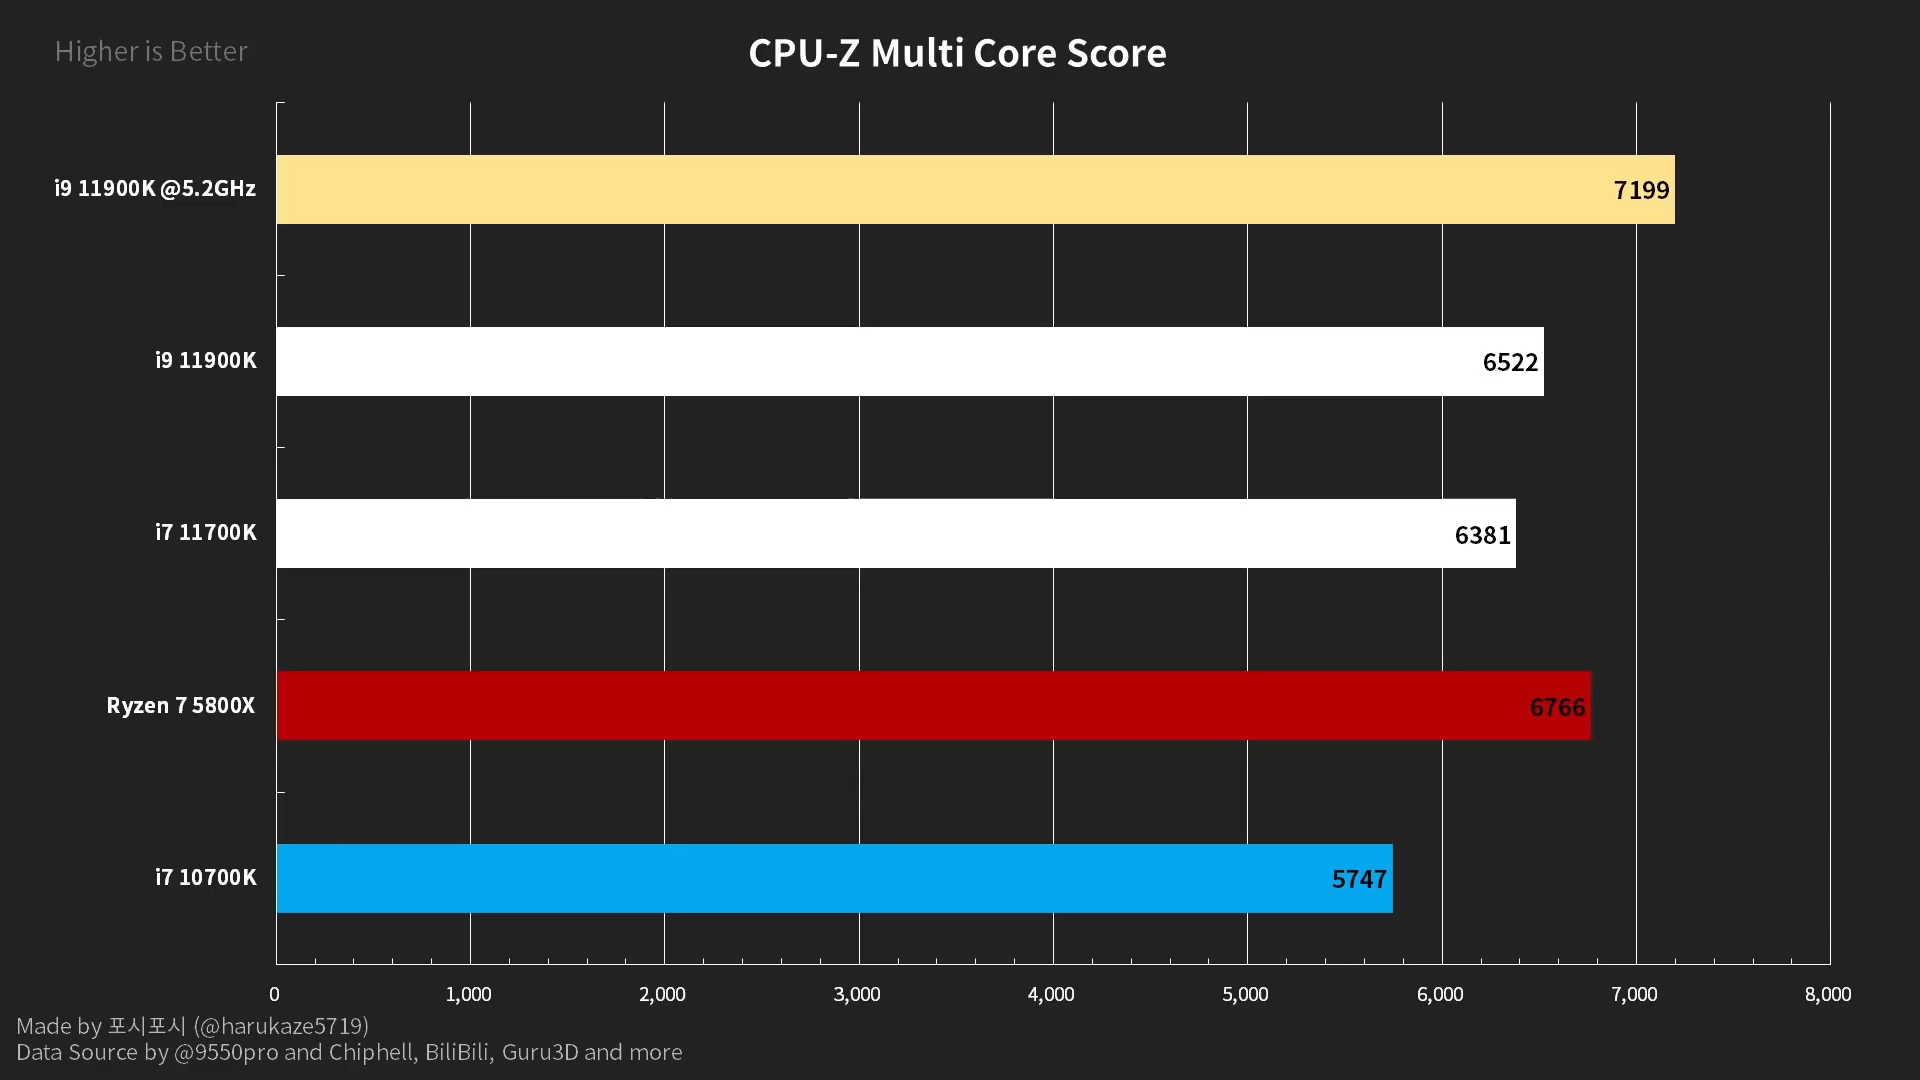 Higher is Better
CPU-Z Multi Core Score
i9 11900K @5.2GHz
7199
i9 11900K
6522
i7 11700K
6381
Ryzen 7 5800X
6766
i7 10700K
5747
0 1,000 2,000 3,000 4,000 5,000 6,000 7,000 8,000
Made by 포시포시 (@harukaze5719)
Data Source by @9550pro and Chiphell, BiliBili, Guru3D and more